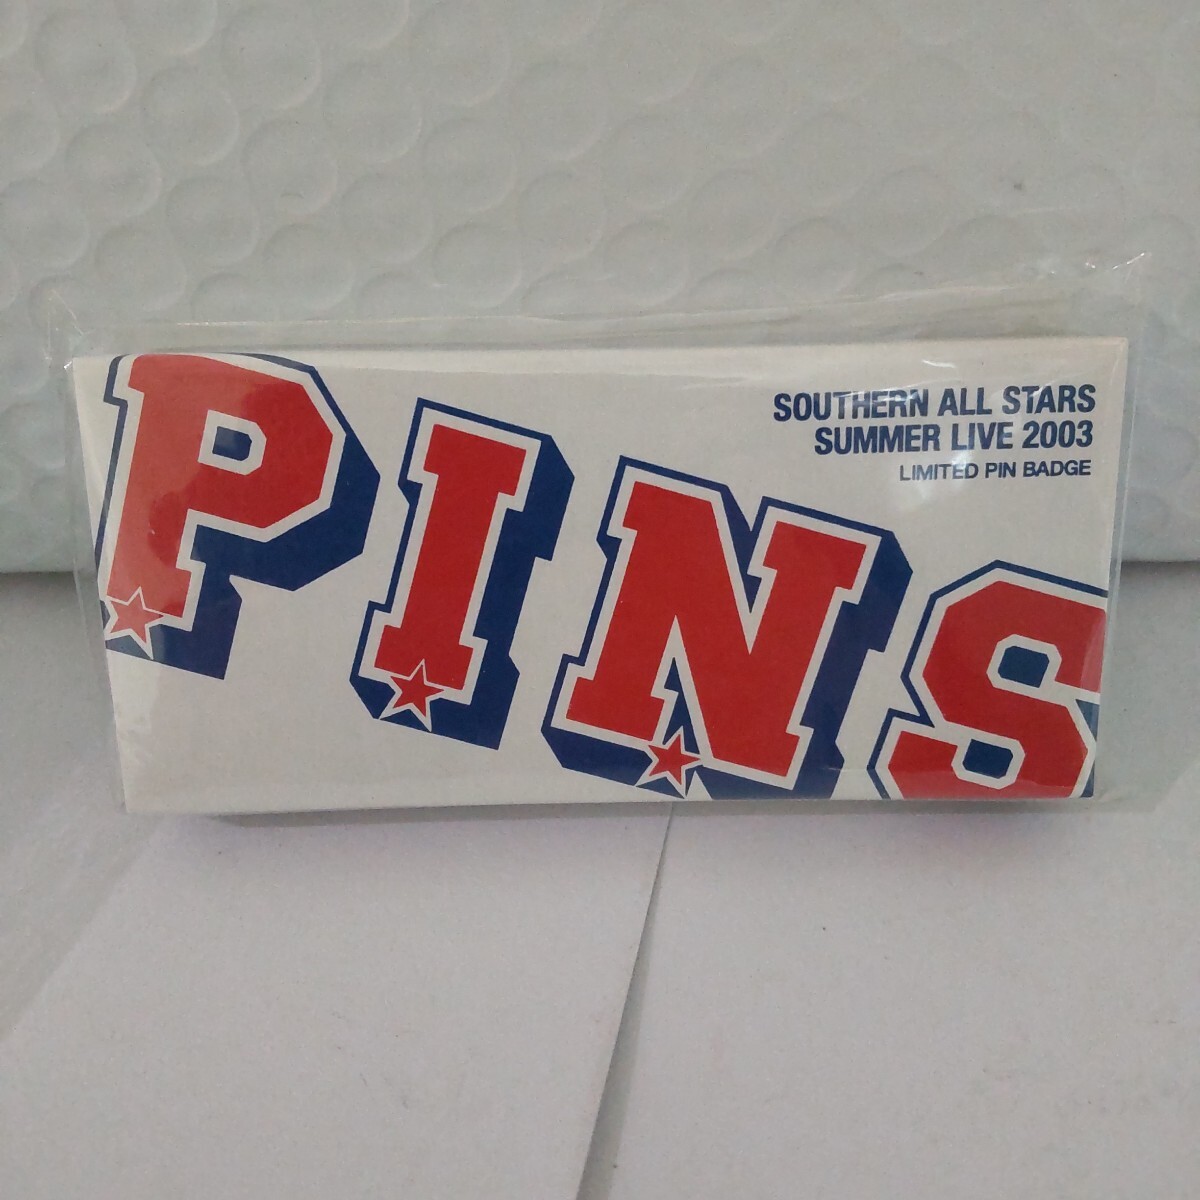 PINS
SOUTHERN ALL STARS
SUMMER LIVE 2003
LIMITED PIN BADGE